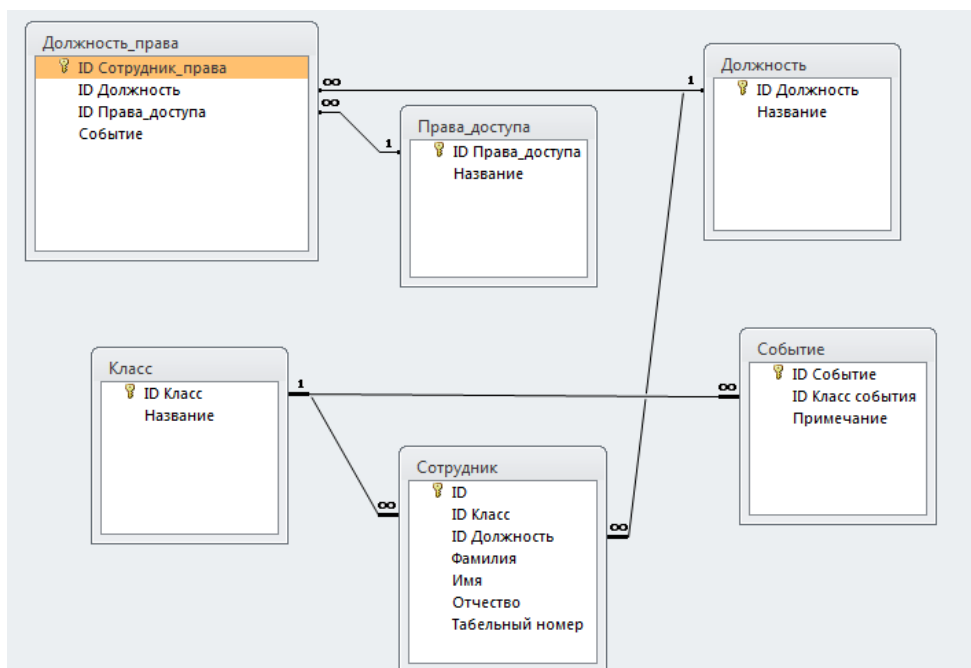 Должность_права
ID Сотрудник_права
ID Должность
ID Права_доступа
Событие
∞
∞
1
1
Права_доступа
ID Права_доступа
Название
Должность
ID Должность
Название
Класс
ID Класс
Название
1
∞
∞
∞
Событие
ID Событие
ID Класс события
Примечание
Сотрудник
ID
ID Класс
ID Должность
Фамилия
Имя
Отчество
Табельный номер